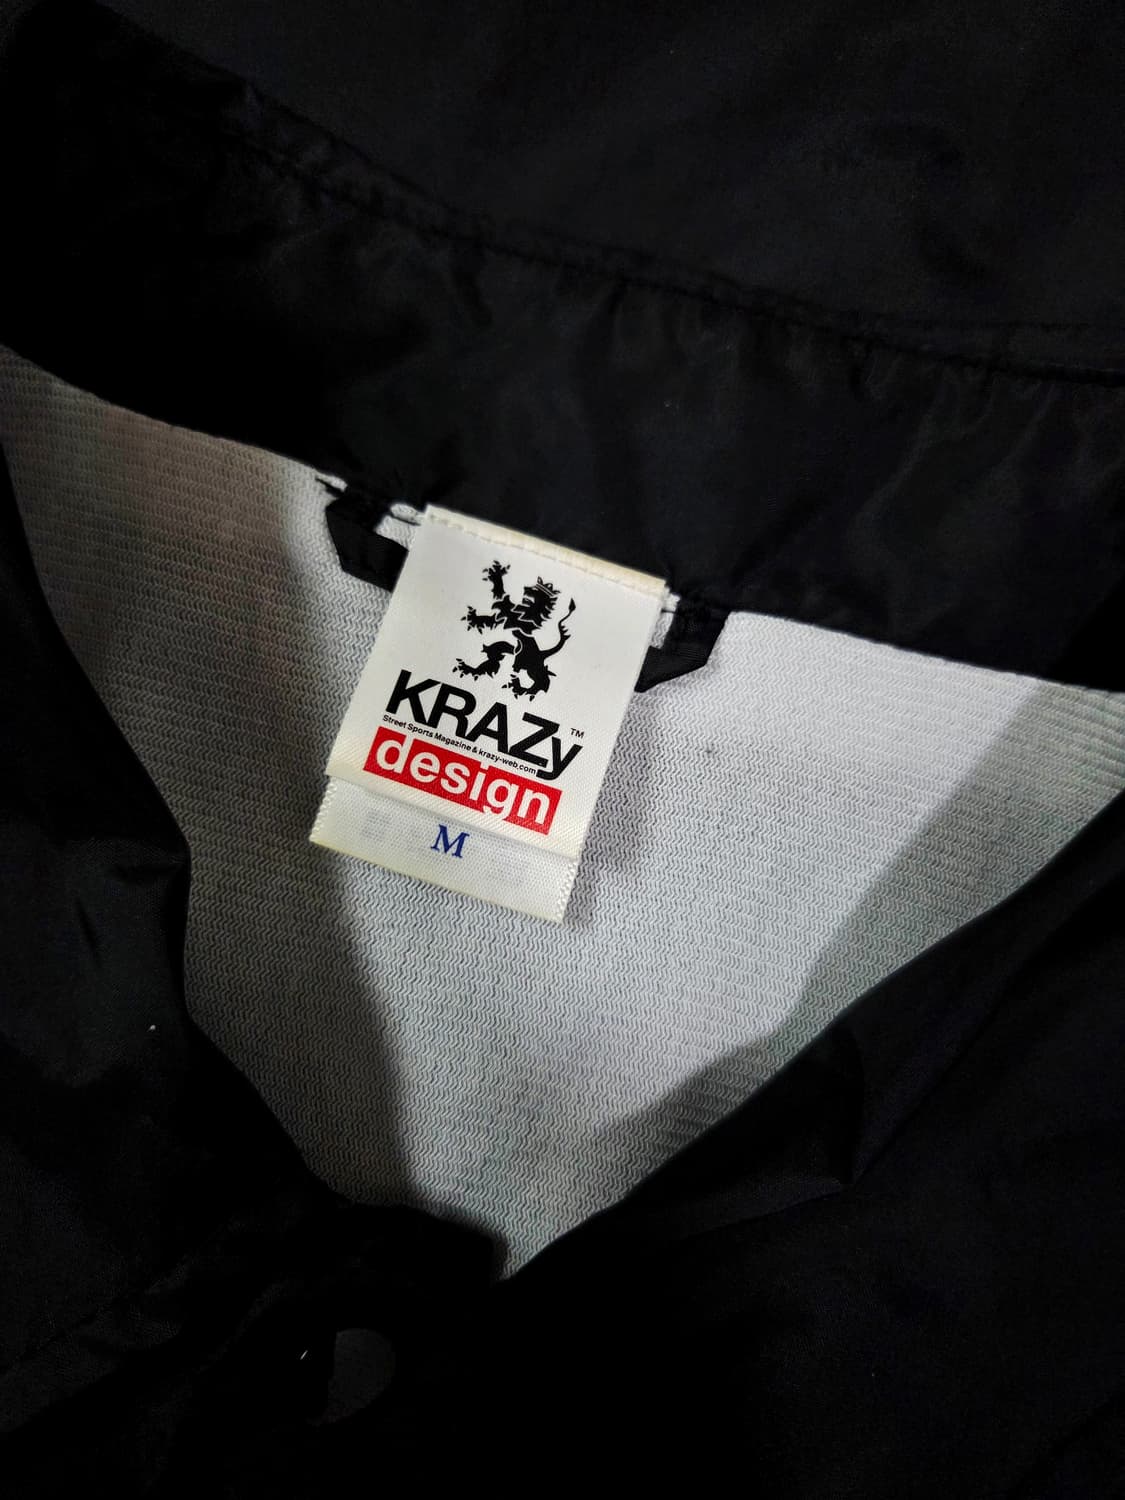 KRAZy™
Street Sports Magazine & krazy-web.com
design
M